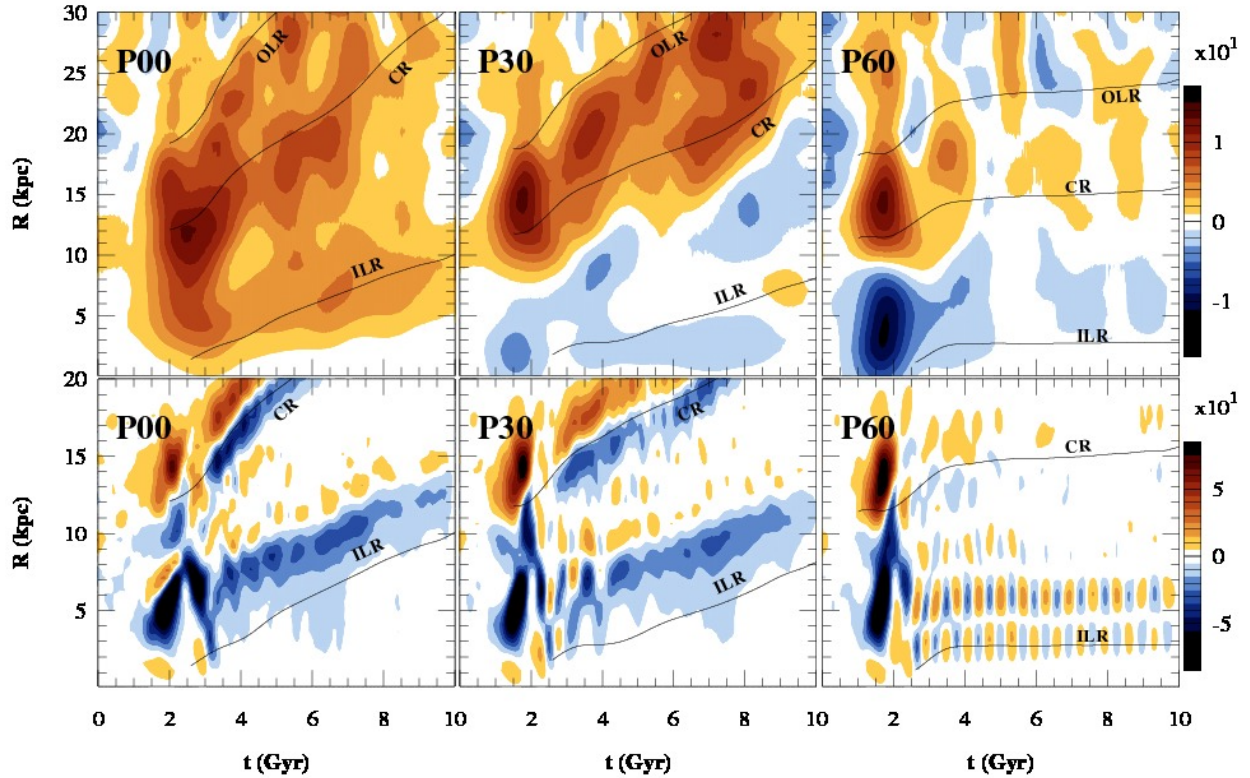 30
25
20
15
10
5
R (kpc)
P00
OLR
CR
ILR
P30
OLR
CR
ILR
P60
OLR
CR
ILR
x10¹
1
0
-1
20
15
10
5
R (kpc)
P00
CR
ILR
P30
CR
ILR
P60
CR
ILR
x10¹
5
0
-5
0 2 4 6 8 10 2 4 6 8 10 2 4 6 8 10
t (Gyr) t (Gyr) t (Gyr)